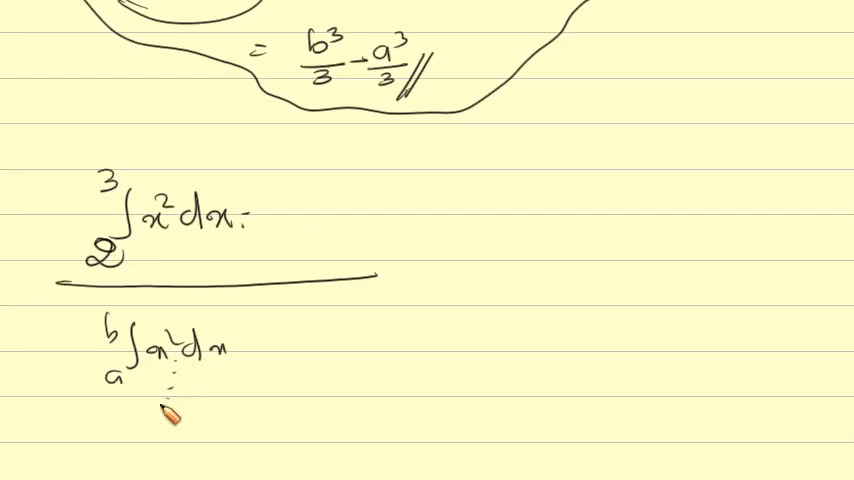 = b³/3 - a³/3 //
₂∫³ x² dx =
ₐ∫ᵇ x² dx